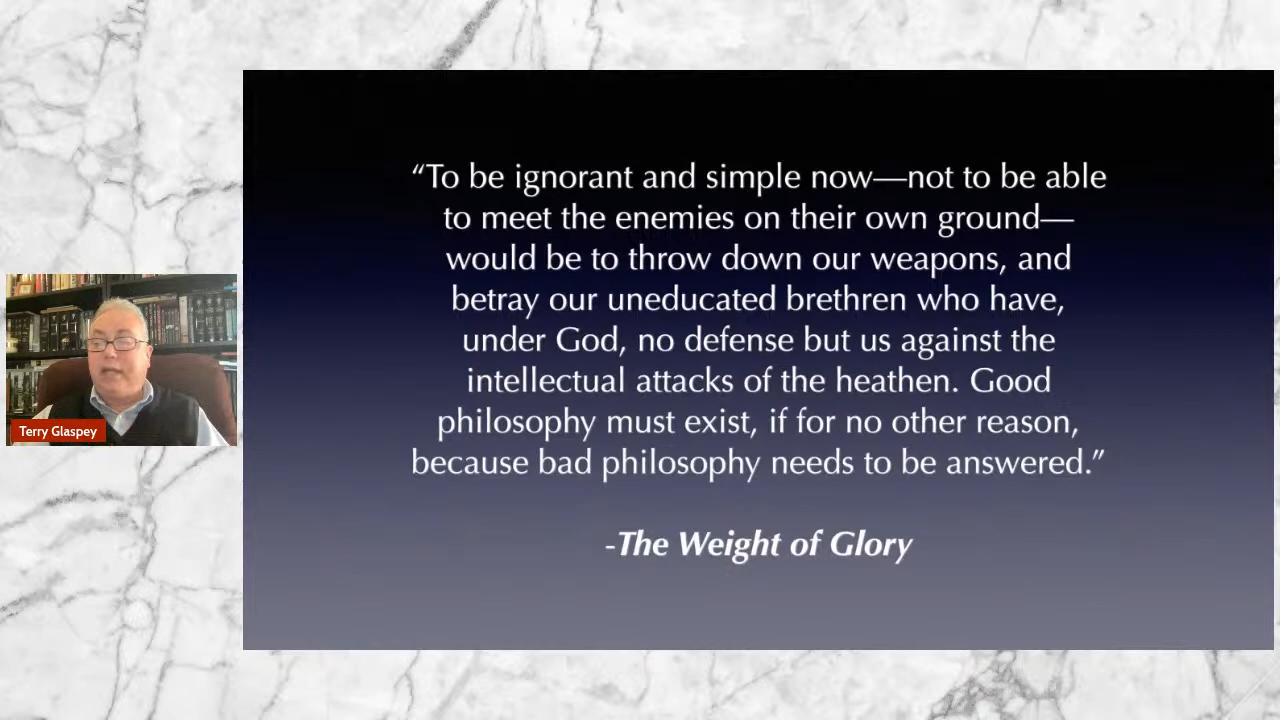 “To be ignorant and simple now—not to be able
to meet the enemies on their own ground—
would be to throw down our weapons, and
betray our uneducated brethren who have,
under God, no defense but us against the
intellectual attacks of the heathen. Good
philosophy must exist, if for no other reason,
because bad philosophy needs to be answered.”
-The Weight of Glory
Terry Glaspey